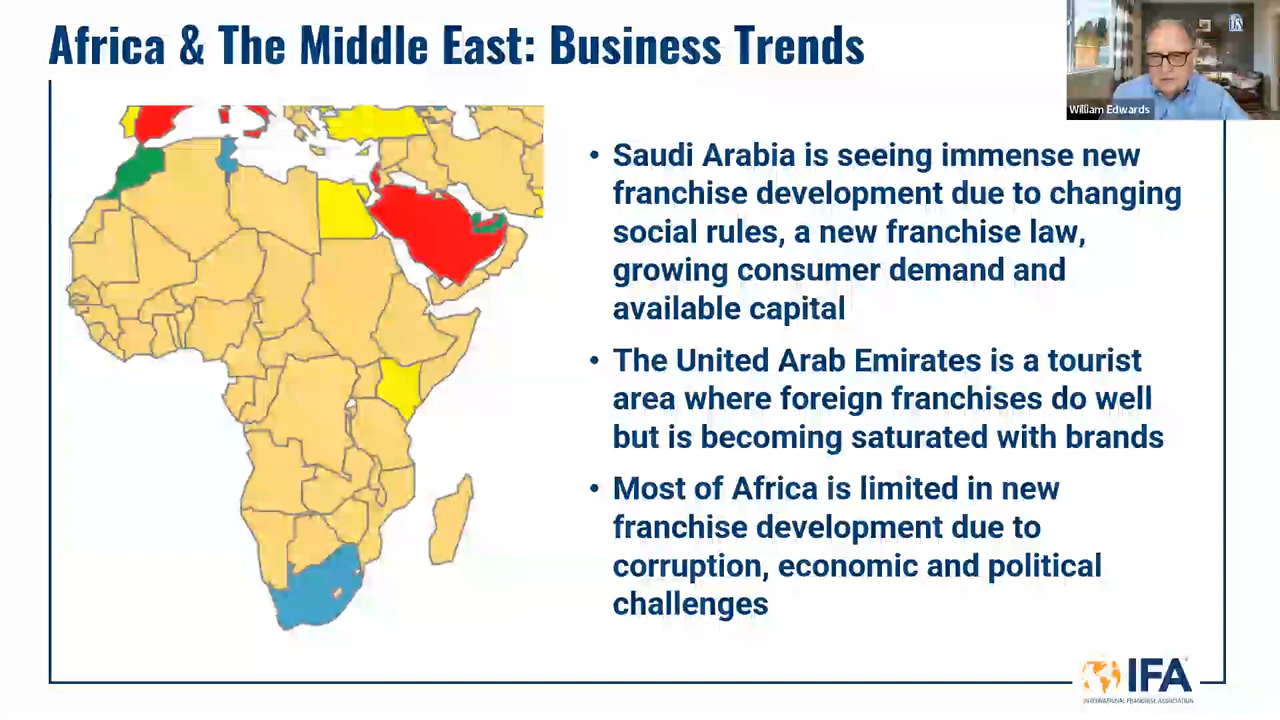 Africa & The Middle East: Business Trends
William Edwards
• Saudi Arabia is seeing immense new
franchise development due to changing
social rules, a new franchise law,
growing consumer demand and
available capital
• The United Arab Emirates is a tourist
area where foreign franchises do well
but is becoming saturated with brands
• Most of Africa is limited in new
franchise development due to
corruption, economic and political
challenges
IFA
INTERNATIONAL FRANCHISE ASSOCIATION